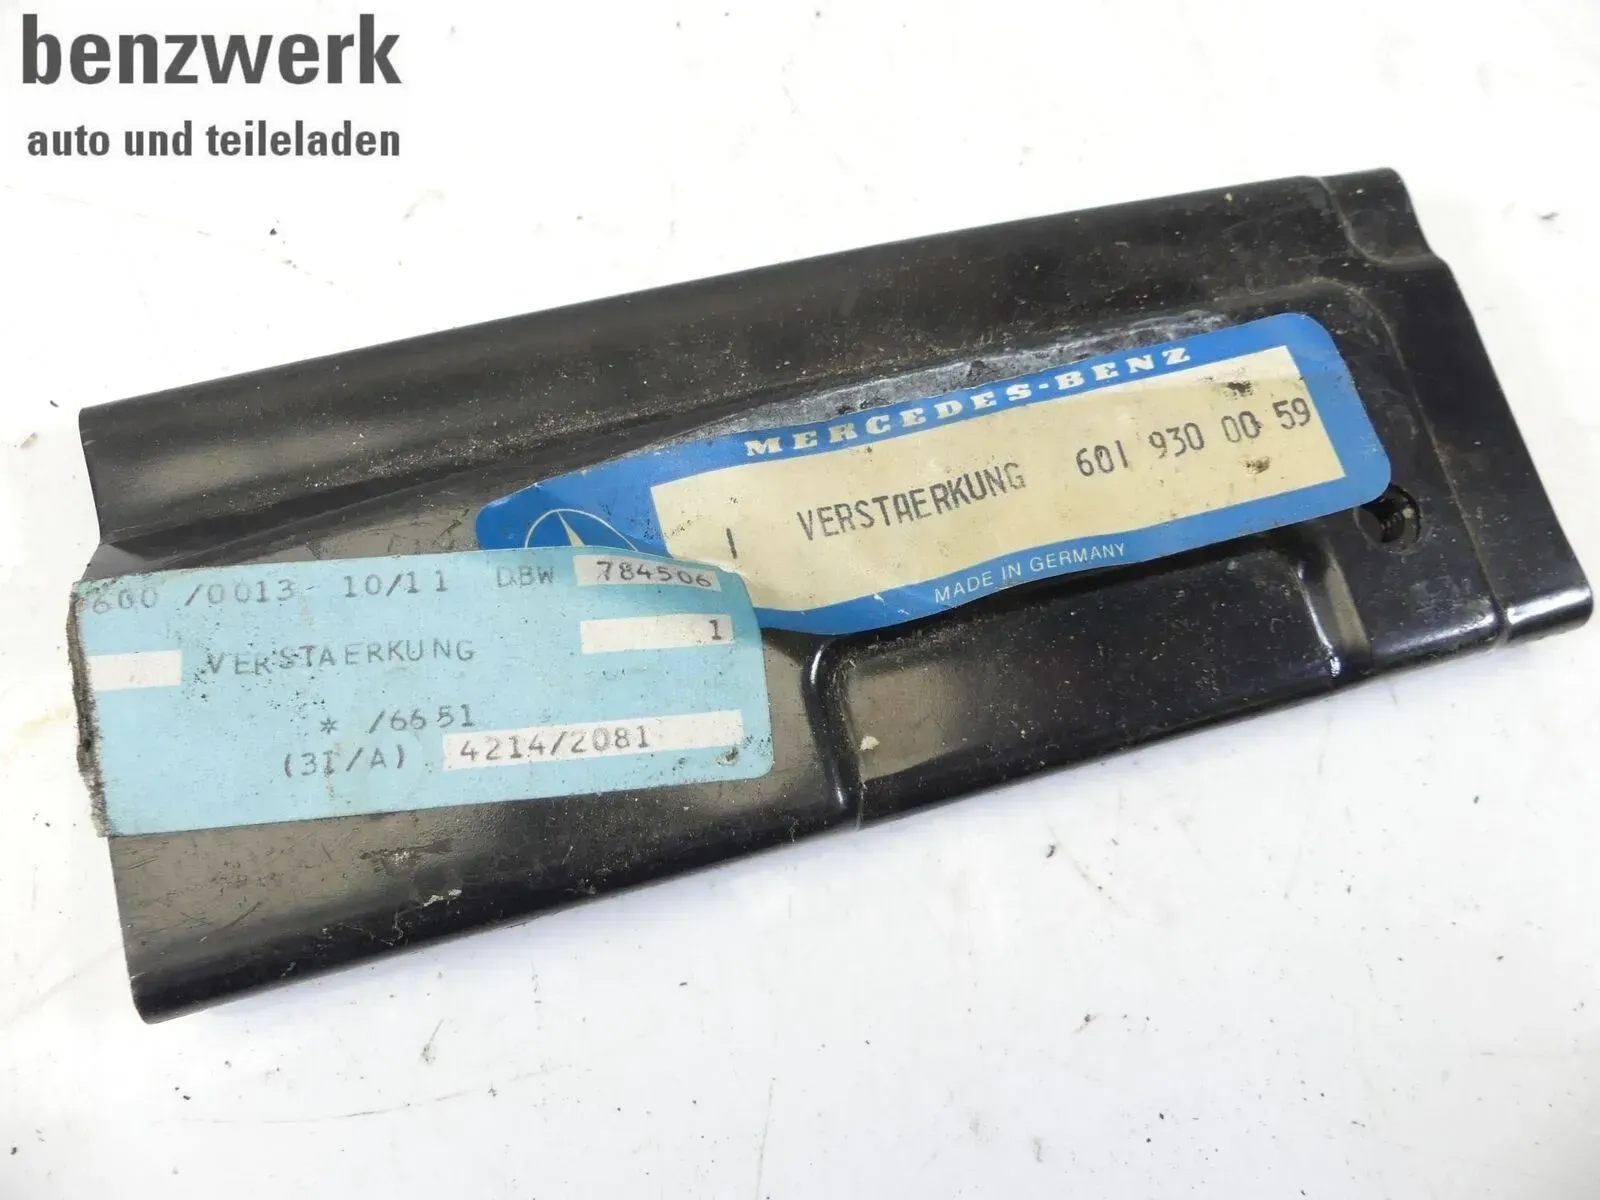 benzwerk
auto und teileladen
MERCEDES-BENZ
1 VERSTAERKUNG 601 930 00 59
MADE IN GERMANY
600 /0013 10/11 DBW 784506
1
VERSTAERKUNG
* /6651
(3I/A) 4214/2081